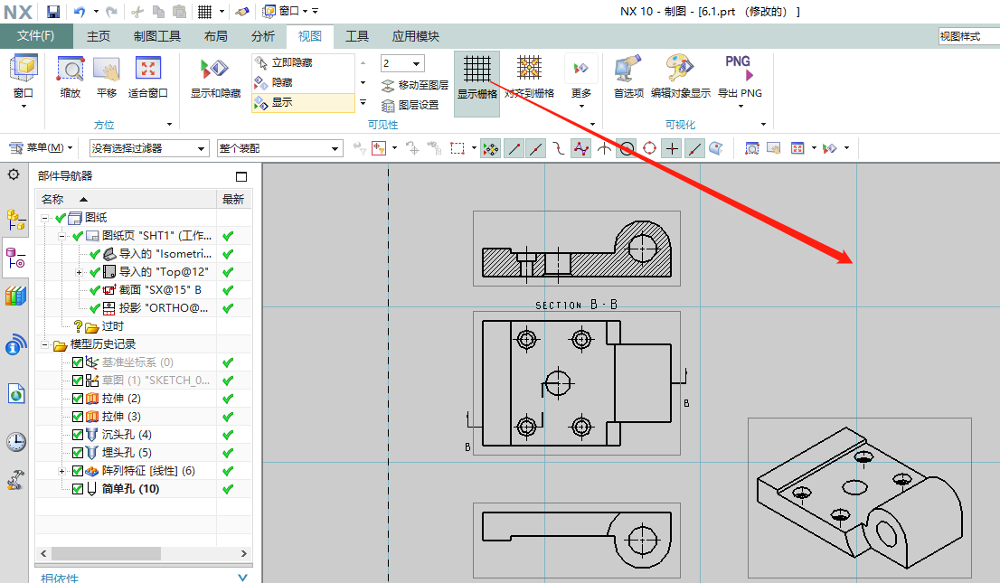 NX 窗口 NX 10 - 制图 - [6.1.prt （修改的） ]
文件(F) 主页 制图工具 布局 分析 视图 工具 应用模块 视图样式
窗口 缩放 平移 适合窗口 显示和隐藏 立即隐藏 隐藏 显示 2 移动至图层 图层设置 显示栅格 对齐到栅格 更多 首选项 编辑对象显示 PNG 导出 PNG
方位 可见性 可视化
菜单(M) 没有选择过滤器 整个装配
部件导航器
名称 最新
图纸
图纸页 "SHT1" (工作...
导入的 "Isometri...
导入的 "Top@12"
截面 "SX@15" B
投影 "ORTHO@...
过时
模型历史记录
基准坐标系 (0)
草图 (1) "SKETCH_0...
拉伸 (2)
拉伸 (3)
沉头孔 (4)
埋头孔 (5)
阵列特征 [线性] (6)
简单孔 (10)
相依性
SECTION B-B
B
B